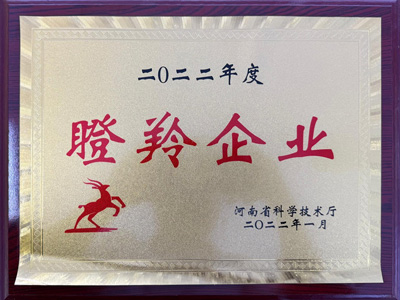 二〇二二年度
瞪羚企业
河南省科学技术厅
二〇二二年一月